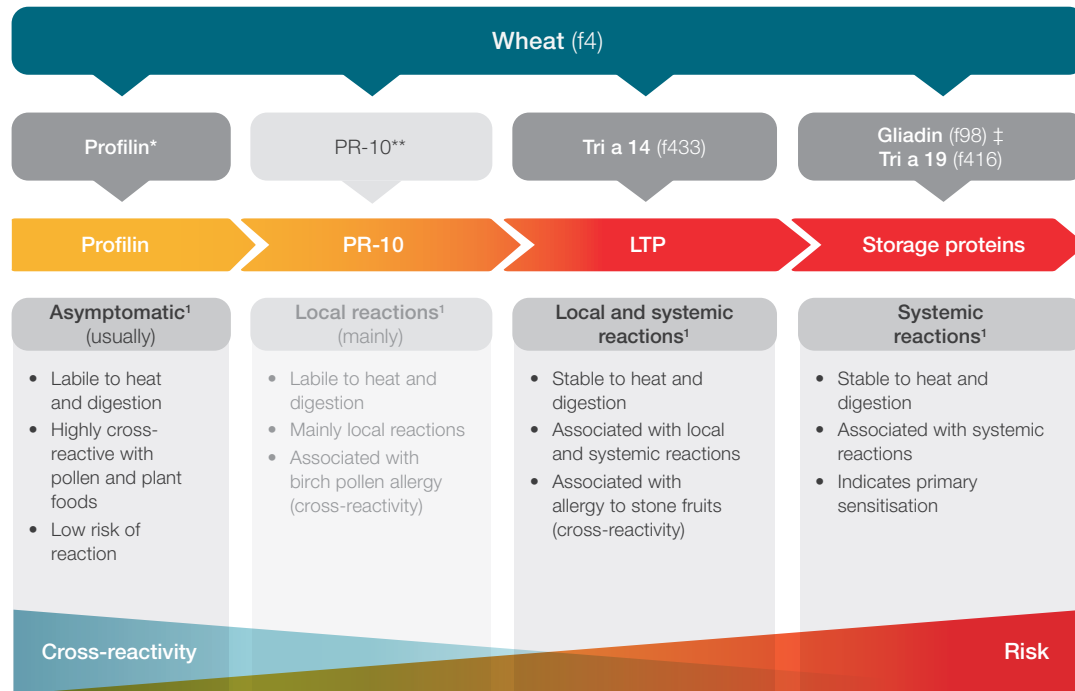 Wheat (f4)
Profilin*
PR-10**
Tri a 14 (f433)
Gliadin (f98) ‡
Tri a 19 (f416)
Profilin
PR-10
LTP
Storage proteins
Asymptomatic¹
(usually)
• Labile to heat
and digestion
• Highly cross-
reactive with
pollen and plant
foods
• Low risk of
reaction
Local reactions¹
(mainly)
• Labile to heat and
digestion
• Mainly local reactions
• Associated with
birch pollen allergy
(cross-reactivity)
Local and systemic
reactions¹
• Stable to heat and
digestion
• Associated with local
and systemic reactions
• Associated with
allergy to stone fruits
(cross-reactivity)
Systemic
reactions¹
• Stable to heat and
digestion
• Associated with systemic
reactions
• Indicates primary
sensitisation
Cross-reactivity
Risk